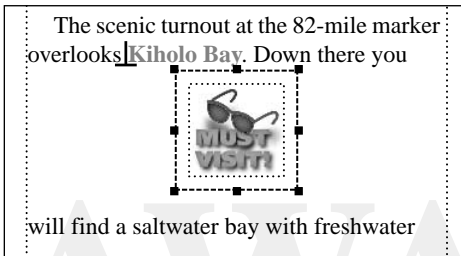 The scenic turnout at the 82-mile marker
overlooks Kiholo Bay. Down there you
MUST
VISIT!
will find a saltwater bay with freshwater